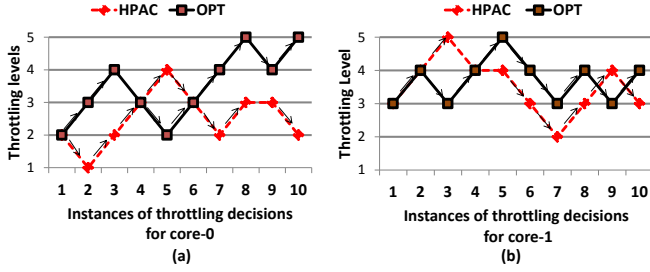 HPAC OPT
Throttling levels
5
4
3
2
1
1 2 3 4 5 6 7 8 9 10
Instances of throttling decisions
for core-0
(a)
HPAC OPT
Throttling Level
5
4
3
2
1
1 2 3 4 5 6 7 8 9 10
Instances of throttling decisions
for core-1
(b)